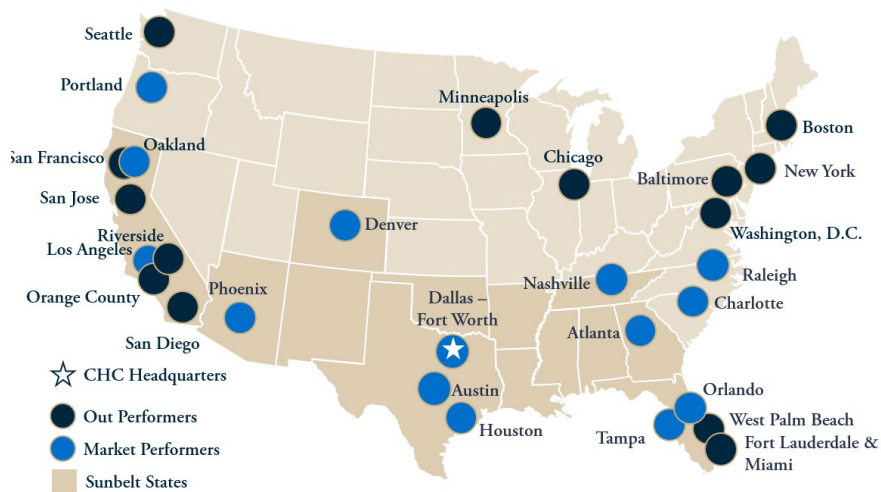 Seattle
Portland
Minneapolis
Boston
Oakland
San Francisco
Chicago
New York
Baltimore
San Jose
Washington, D.C.
Riverside
Los Angeles
Denver
Raleigh
Nashville
Phoenix
Orange County
Dallas –
Fort Worth
Charlotte
Atlanta
San Diego
CHC Headquarters
Austin
Orlando
Out Performers
West Palm Beach
Houston
Tampa
Fort Lauderdale &
Miami
Market Performers
Sunbelt States